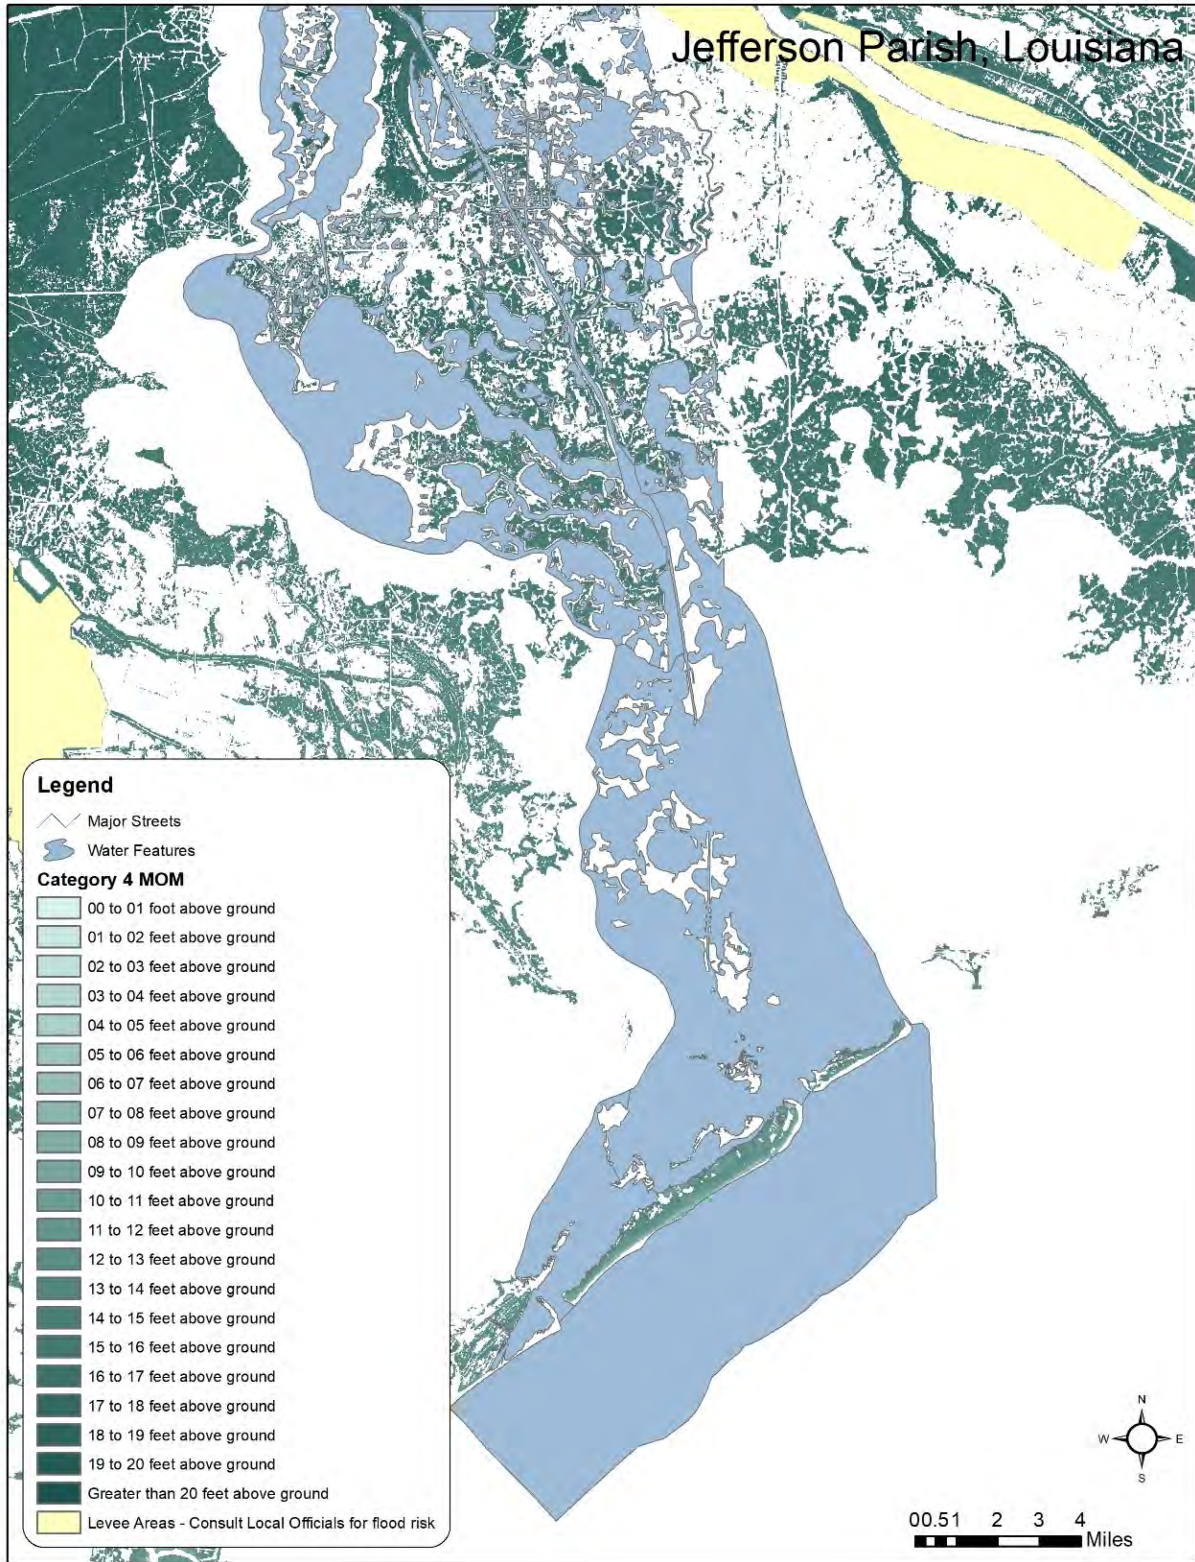 Jefferson Parish, Louisiana
Legend
Major Streets
Water Features
Category 4 MOM
00 to 01 foot above ground
01 to 02 feet above ground
02 to 03 feet above ground
03 to 04 feet above ground
04 to 05 feet above ground
05 to 06 feet above ground
06 to 07 feet above ground
07 to 08 feet above ground
08 to 09 feet above ground
09 to 10 feet above ground
10 to 11 feet above ground
11 to 12 feet above ground
12 to 13 feet above ground
13 to 14 feet above ground
14 to 15 feet above ground
15 to 16 feet above ground
16 to 17 feet above ground
17 to 18 feet above ground
18 to 19 feet above ground
19 to 20 feet above ground
Greater than 20 feet above ground
Levee Areas - Consult Local Officials for flood risk
N
W E
S
00.51 2 3 4
Miles